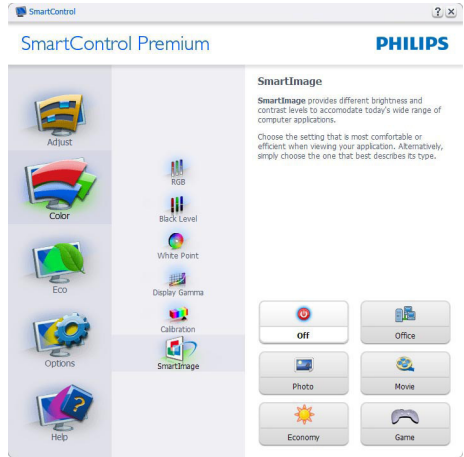 SmartControl
SmartControl Premium
PHILIPS
Adjust
Color
Eco
Options
Help
RGB
Black Level
White Point
Display Gamma
Calibration
SmartImage
SmartImage
SmartImage provides different brightness and
contrast levels to accomodate today's wide range of
computer applications.
Choose the setting that is most comfortable or
efficient when viewing your application. Alternatively,
simply choose the one that best describes its type.
Off
Office
Photo
Movie
Economy
Game